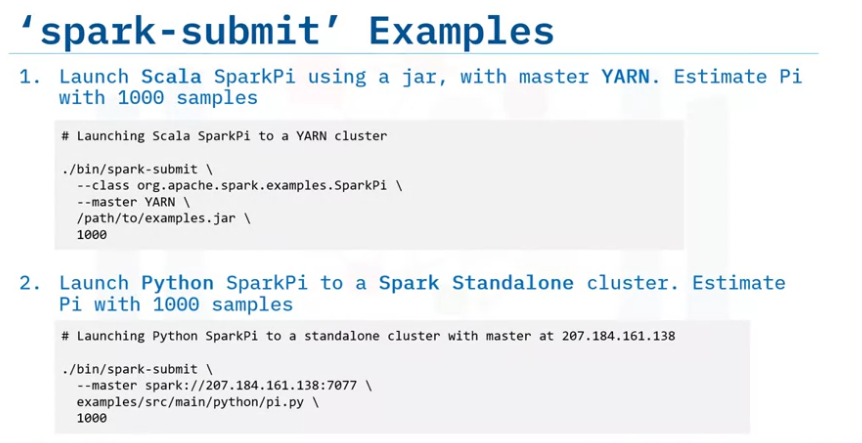 ‘spark-submit’ Examples
1. Launch Scala SparkPi using a jar, with master YARN. Estimate Pi
with 1000 samples
# Launching Scala SparkPi to a YARN cluster
./bin/spark-submit \
--class org.apache.spark.examples.SparkPi \
--master YARN \
/path/to/examples.jar \
1000
2. Launch Python SparkPi to a Spark Standalone cluster. Estimate
Pi with 1000 samples
# Launching Python SparkPi to a standalone cluster with master at 207.184.161.138
./bin/spark-submit \
--master spark://207.184.161.138:7077 \
examples/src/main/python/pi.py \
1000